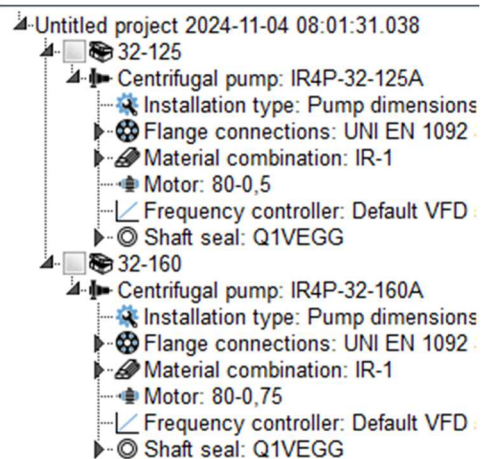 Untitled project 2024-11-04 08:01:31.038
32-125
Centrifugal pump: IR4P-32-125A
Installation type: Pump dimensions
Flange connections: UNI EN 1092
Material combination: IR-1
Motor: 80-0,5
Frequency controller: Default VFD
Shaft seal: Q1VEGG
32-160
Centrifugal pump: IR4P-32-160A
Installation type: Pump dimensions
Flange connections: UNI EN 1092
Material combination: IR-1
Motor: 80-0,75
Frequency controller: Default VFD
Shaft seal: Q1VEGG